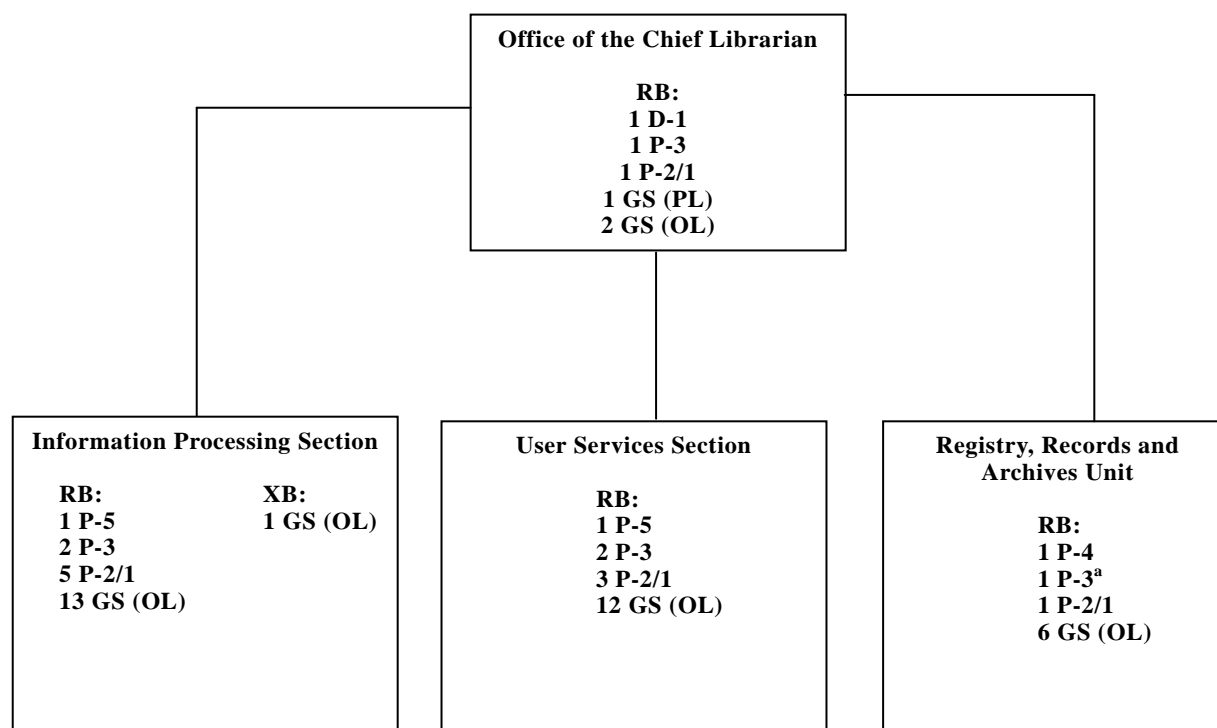 Office of the Chief Librarian
RB:
1 D-1
1 P-3
1 P-2/1
1 GS (PL)
2 GS (OL)
Information Processing Section
RB:
1 P-5
2 P-3
5 P-2/1
13 GS (OL)
XB:
1 GS (OL)
User Services Section
RB:
1 P-5
2 P-3
3 P-2/1
12 GS (OL)
Registry, Records and
Archives Unit
RB:
1 P-4
1 P-3ᵃ
1 P-2/1
6 GS (OL)